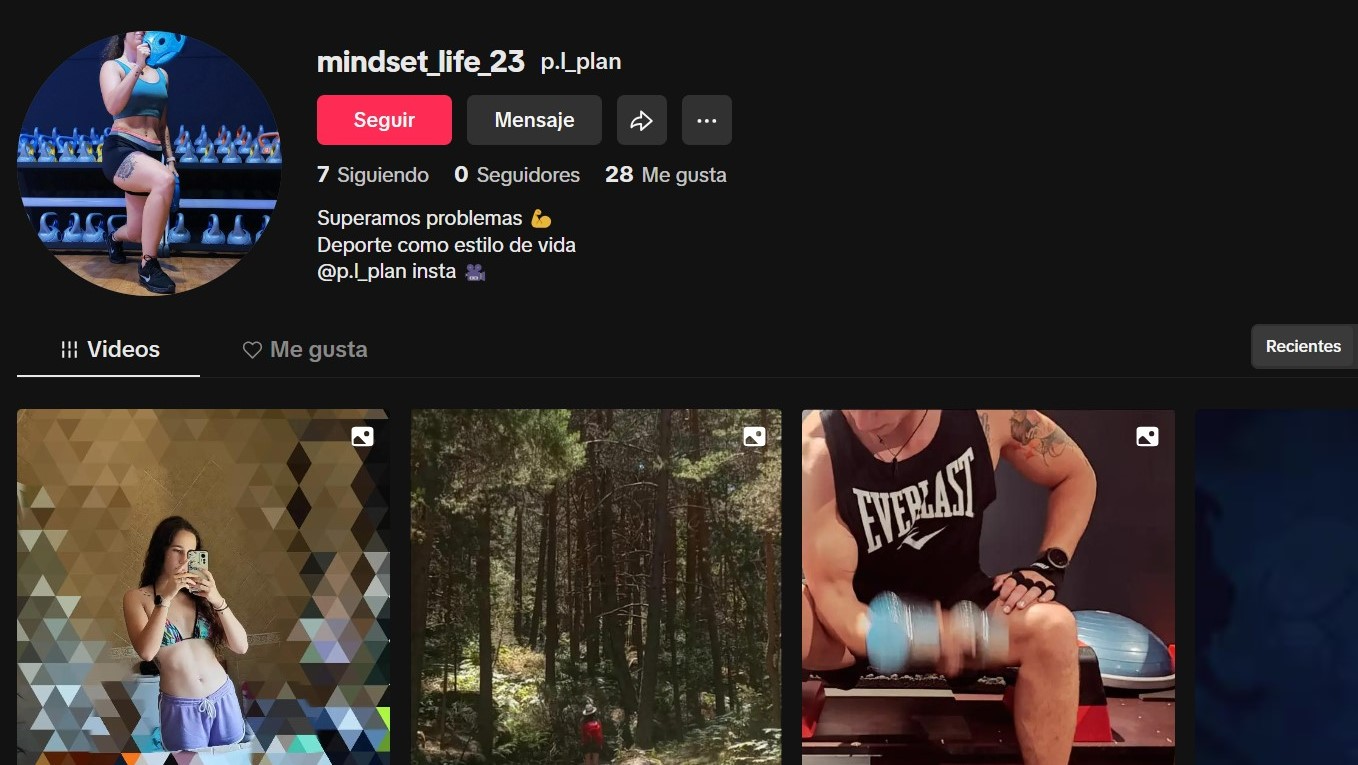 mindset_life_23 p.l_plan
Seguir Mensaje
7 Siguiendo 0 Seguidores 28 Me gusta
Superamos problemas 💪
Deporte como estilo de vida
@p.l_plan insta 🎥
Videos Me gusta
Recientes
EVERLAST